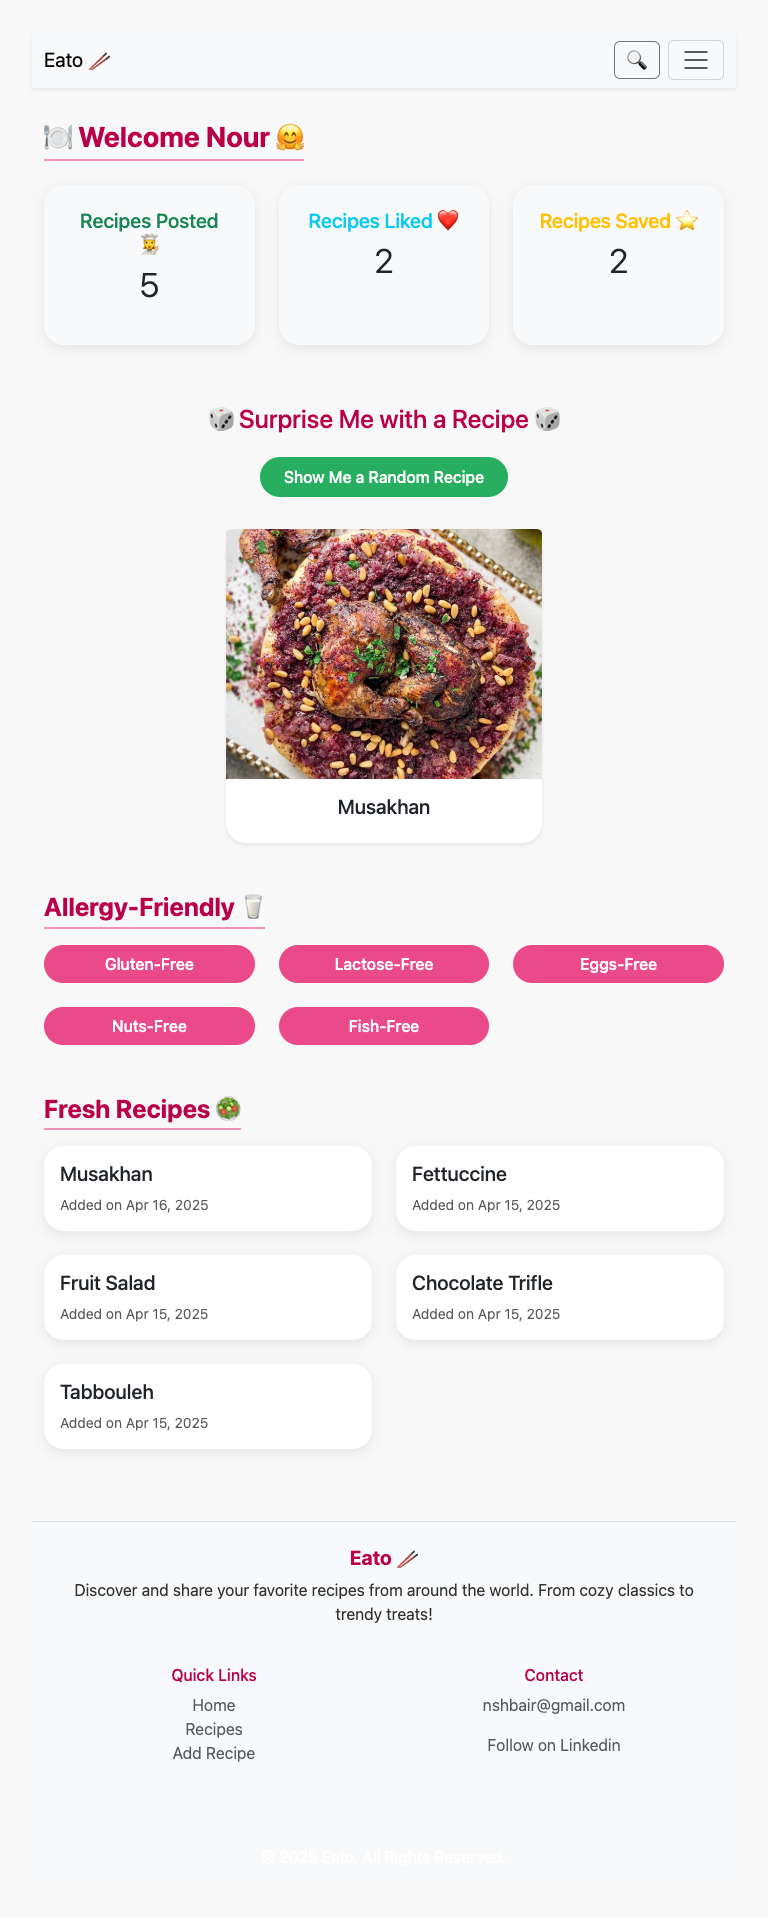 Eato 🥢
🔍
🍽️ Welcome Nour 🤗
Recipes Posted
🧑‍🍳
5
Recipes Liked ❤️
2
Recipes Saved ⭐
2
🎲 Surprise Me with a Recipe 🎲
Show Me a Random Recipe
Musakhan
Allergy-Friendly 🥛
Gluten-Free
Lactose-Free
Eggs-Free
Nuts-Free
Fish-Free
Fresh Recipes 🥗
Musakhan
Added on Apr 16, 2025
Fettuccine
Added on Apr 15, 2025
Fruit Salad
Added on Apr 15, 2025
Chocolate Trifle
Added on Apr 15, 2025
Tabbouleh
Added on Apr 15, 2025
Eato 🥢
Discover and share your favorite recipes from around the world. From cozy classics to
trendy treats!
Quick Links
Home
Recipes
Add Recipe
Contact
nshbair@gmail.com
Follow on Linkedin
© 2025 Eato. All Rights Reserved.